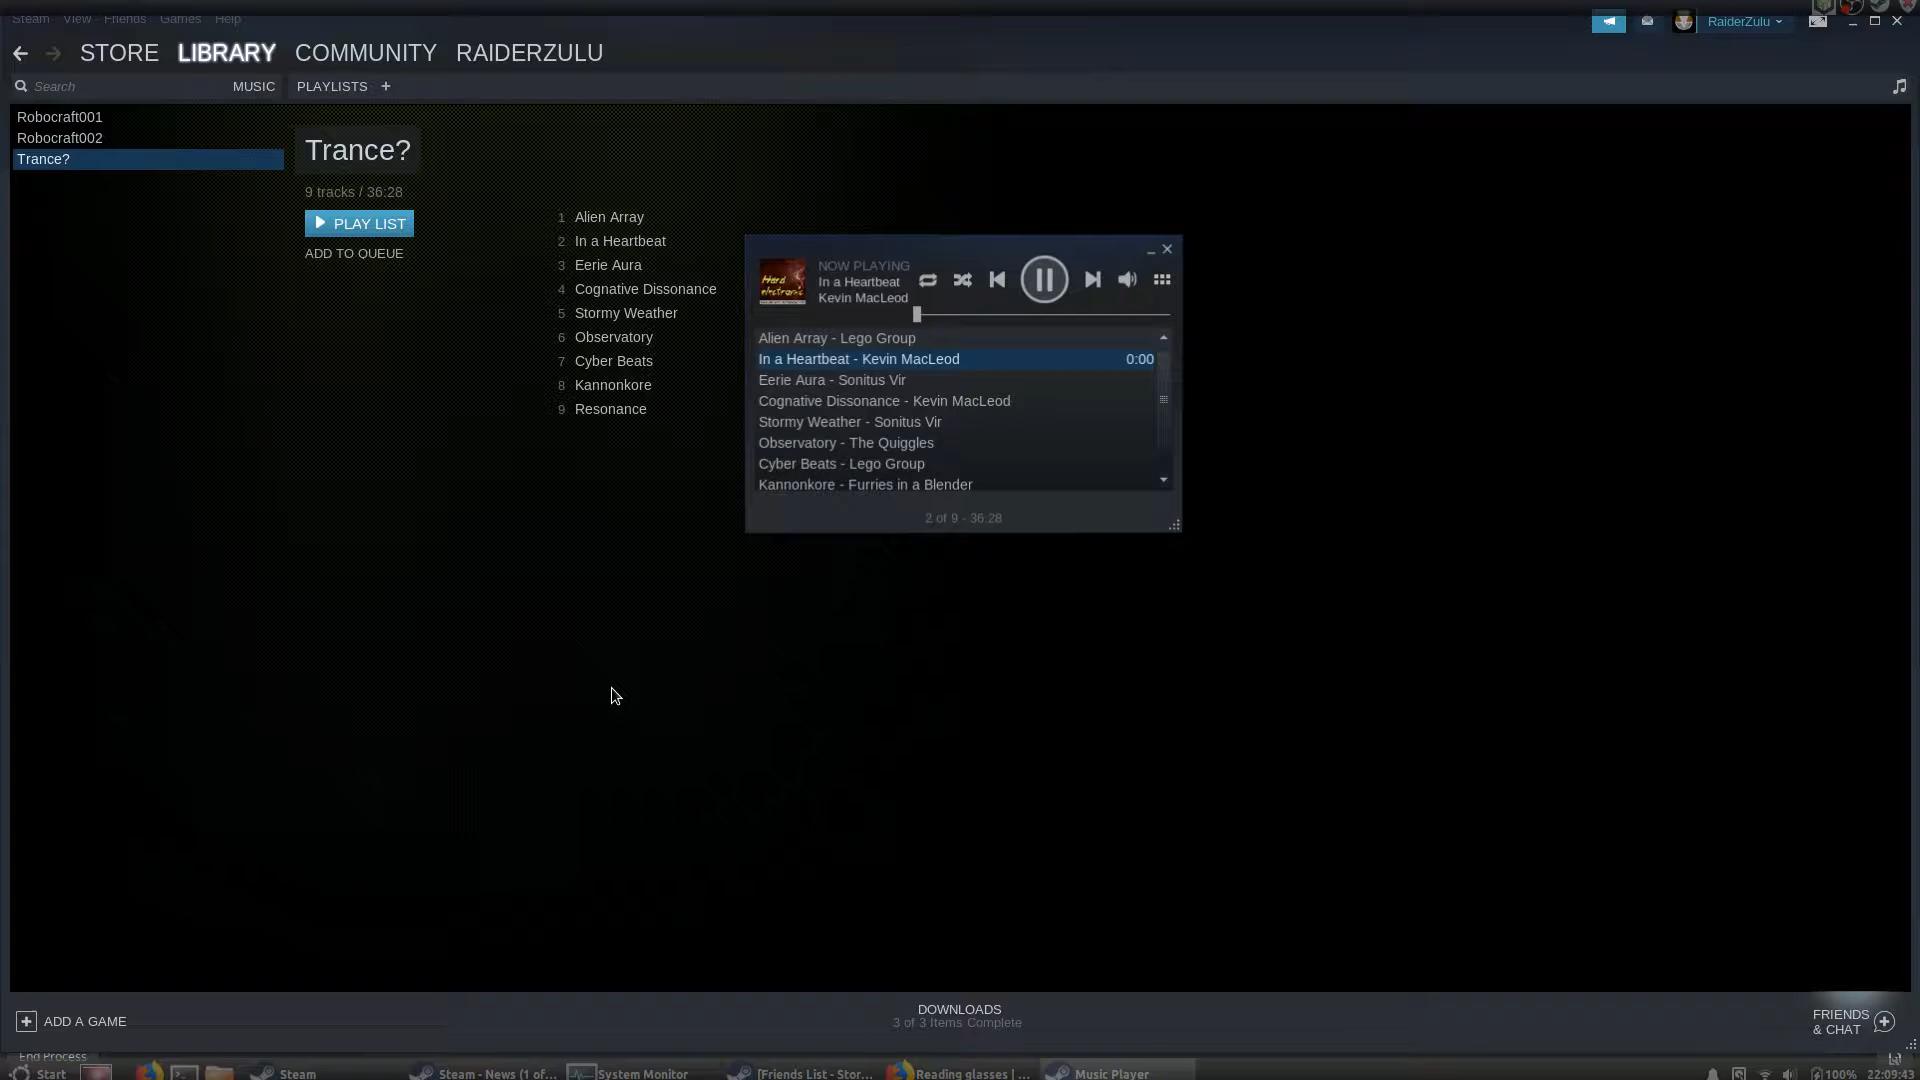 Steam View Friends Games Help
RaiderZulu
STORE LIBRARY COMMUNITY RAIDERZULU
Search MUSIC PLAYLISTS +
Robocraft001
Robocraft002
Trance?
Trance?
9 tracks / 36:28
PLAY LIST
ADD TO QUEUE
1 Alien Array
2 In a Heartbeat
3 Eerie Aura
4 Cognative Dissonance
5 Stormy Weather
6 Observatory
7 Cyber Beats
8 Kannonkore
9 Resonance
Hard
electronic
NOW PLAYING
In a Heartbeat
Kevin MacLeod
Alien Array - Lego Group
In a Heartbeat - Kevin MacLeod 0:00
Eerie Aura - Sonitus Vir
Cognative Dissonance - Kevin MacLeod
Stormy Weather - Sonitus Vir
Observatory - The Quiggles
Cyber Beats - Lego Group
Kannonkore - Furries in a Blender
2 of 9 - 36:28
ADD A GAME
DOWNLOADS
3 of 3 Items Complete
FRIENDS
& CHAT
End Process
Start Steam Steam - News (1 of... System Monitor [Friends List - Stor... Reading glasses | ... Music Player 100% 22:09:43